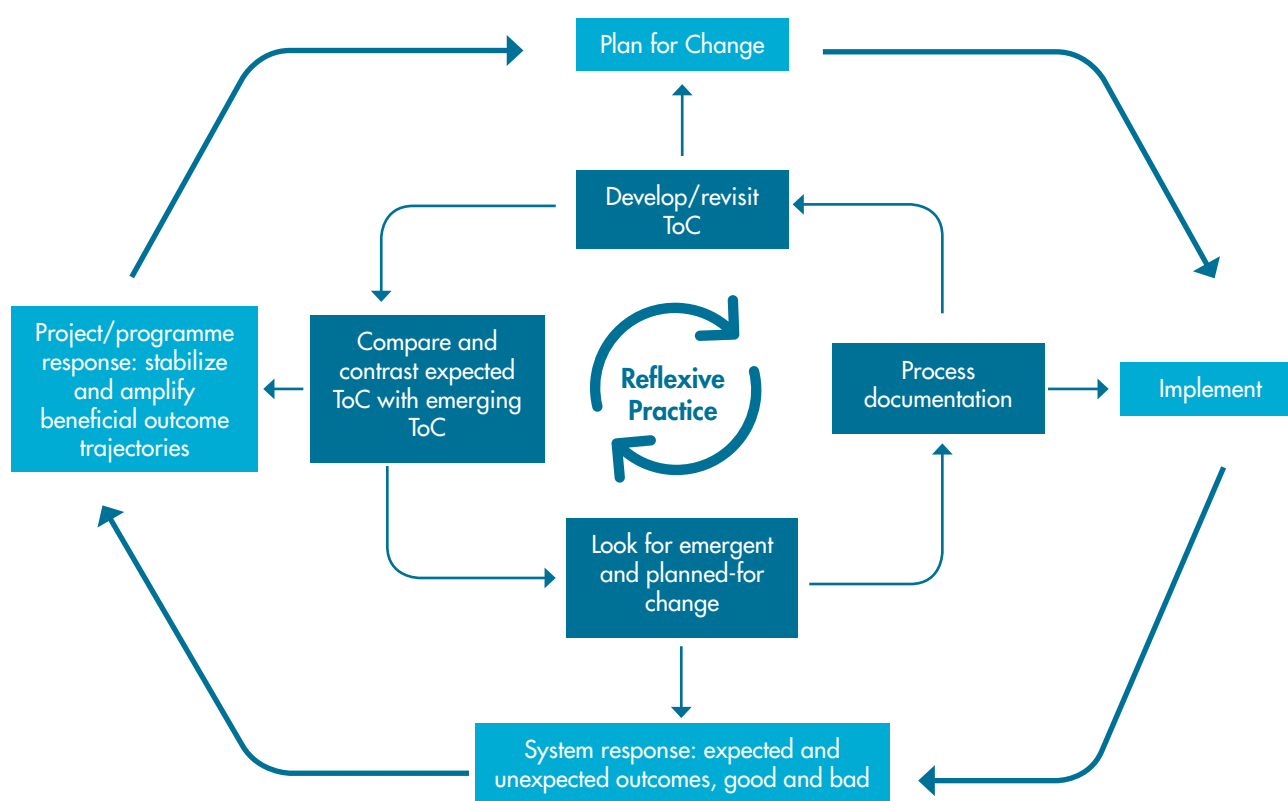 Plan for Change
Develop/revisit
ToC
Project/programme
response: stabilize
and amplify
beneficial outcome
trajectories
Compare and
contrast expected
ToC with emerging
ToC
Reflexive
Practice
Process
documentation
Implement
Look for emergent
and planned-for
change
System response: expected and
unexpected outcomes, good and bad